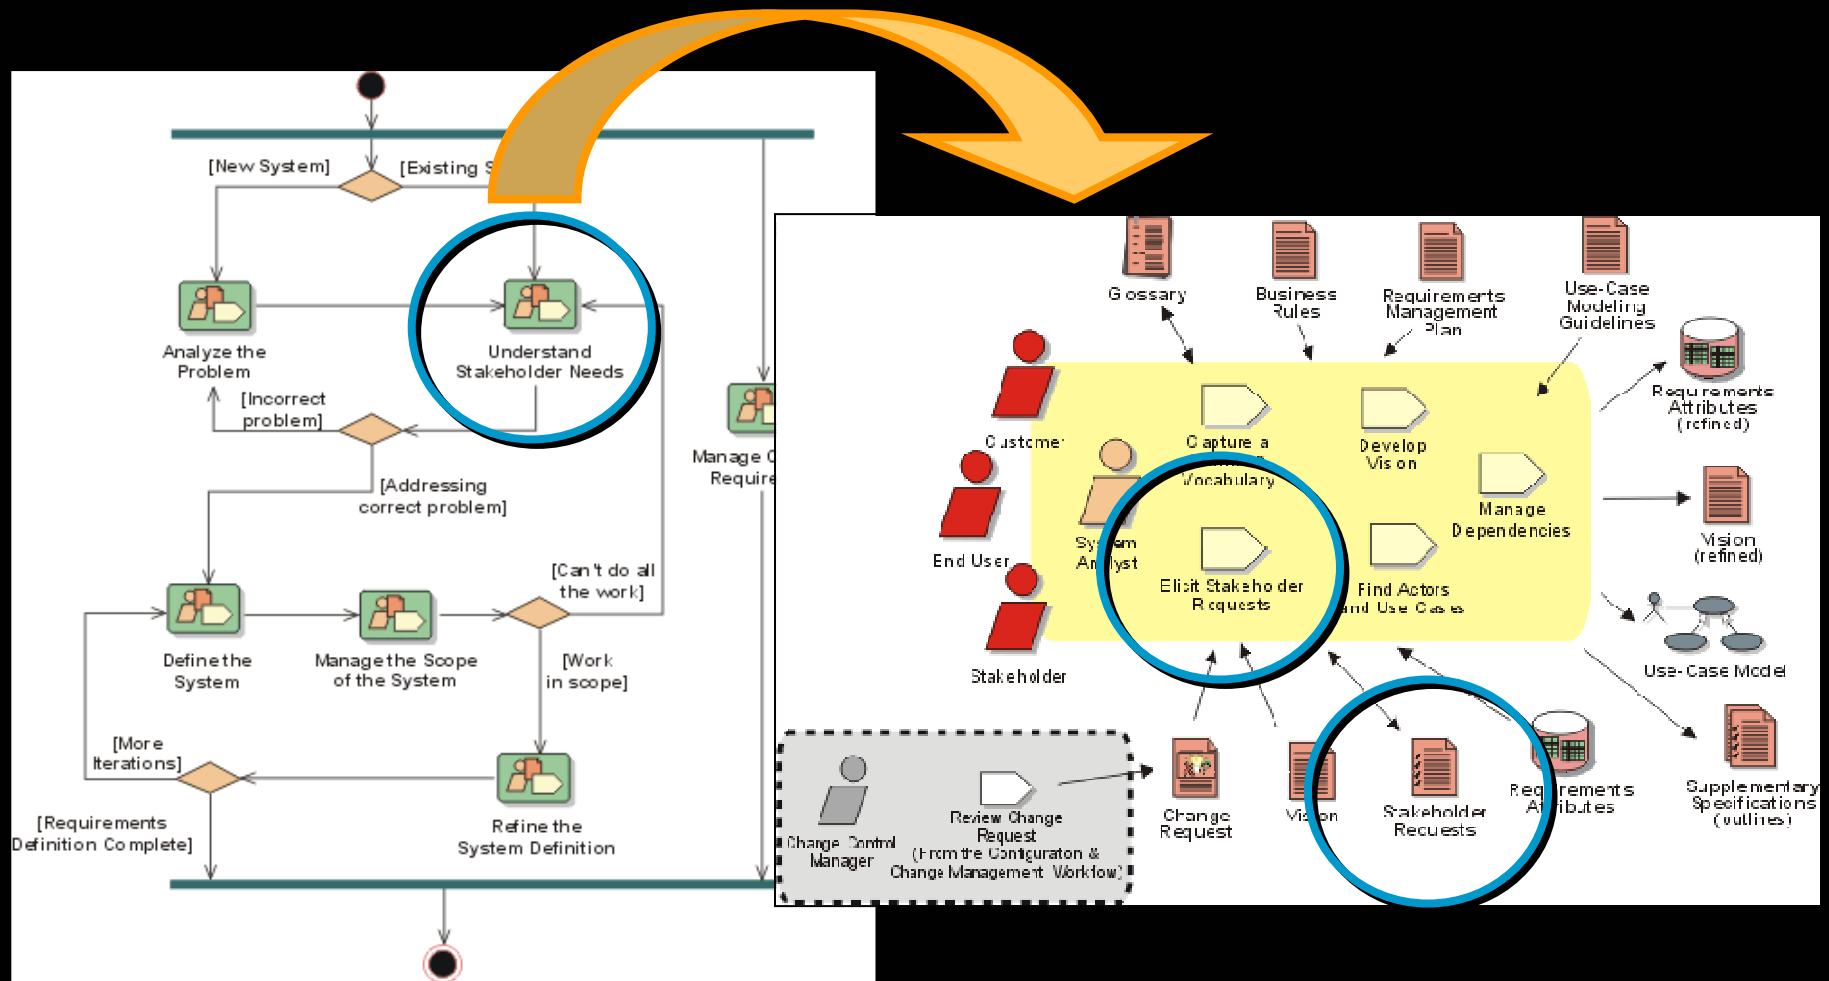 [New System]
[Existing S
Analyze the
Problem
Understand
Stakeholder Needs
[Incorrect
problem]
Manage
Require
[Addressing
correct problem]
[Can't do all
the work]
Define the
System
Manage the Scope
of the System
[Work
in scope]
[More
Iterations]
[Requirements
Definition Complete]
Refine the
System Definition
Glossary
Business
Rules
Requirements
Management
Plan
Use-Case
Modeling
Guidelines
Requirements
Attributes
(refined)
Customer
Capture a
Vocabulary
Develop
Vision
Manage
Dependencies
Vision
(refined)
End User
System
Analyst
Elicit Stakeholder
Requests
Find Actors
and Use Cases
Stakeholder
Use-Case Model
Change Control
Manager
Review Change
Request
(From the Configuration &
Change Management Workflow)
Change
Request
Vision
Stakeholder
Requests
Requirements
Attributes
Supplementary
Specifications
(outlines)